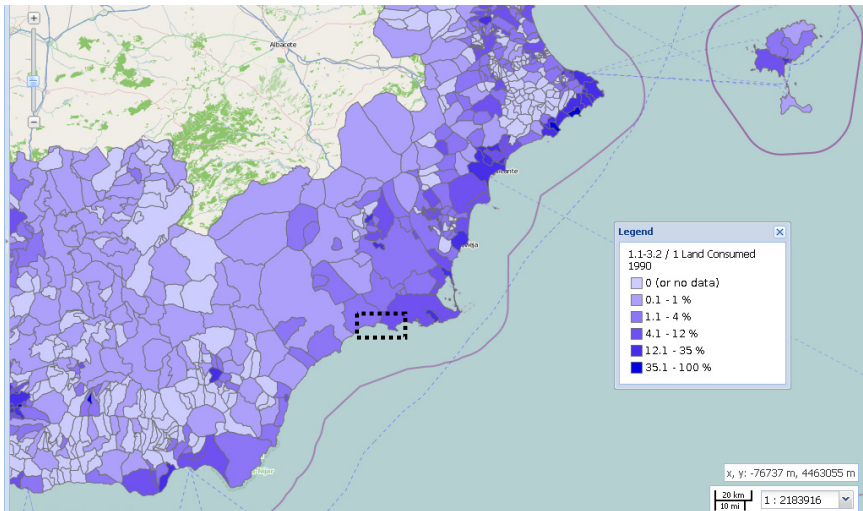 Albacete
Legend
1.1-3.2 / 1 Land Consumed
1990
0 (or no data)
0.1 - 1 %
1.1 - 4 %
4.1 - 12 %
12.1 - 35 %
35.1 - 100 %
x, y: -76737 m, 4463055 m
20 km
10 mi
1 : 2183916